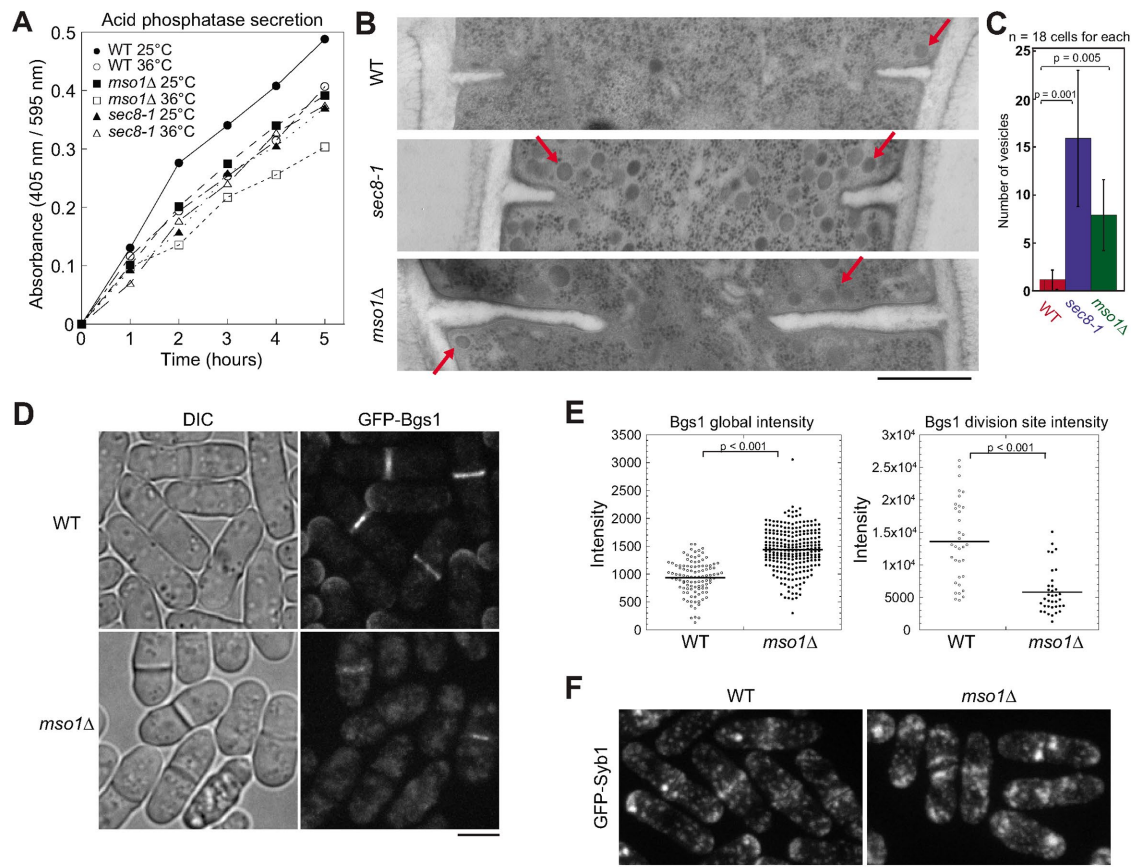 A
Acid phosphatase secretion
0.5
0.4
0.3
0.2
0.1
0
Absorbance (405 nm / 595 nm)
WT 25°C
WT 36°C
mso1Δ 25°C
mso1Δ 36°C
sec8-1 25°C
sec8-1 36°C
0 1 2 3 4 5
Time (hours)
B
WT
sec8-1
mso1Δ
C
n = 18 cells for each
25
20
15
10
5
0
Number of vesicles
p = 0.005
p = 0.001
WT
sec8-1
mso1Δ
D
DIC GFP-Bgs1
WT
mso1Δ
E
Bgs1 global intensity
3500
3000
2500
2000
1500
1000
500
0
Intensity
p < 0.001
WT mso1Δ
Bgs1 division site intensity
3x10⁴
2.5x10⁴
2x10⁴
1.5x10⁴
1x10⁴
5000
0
Intensity
p < 0.001
WT mso1Δ
F
WT mso1Δ
GFP-Syb1